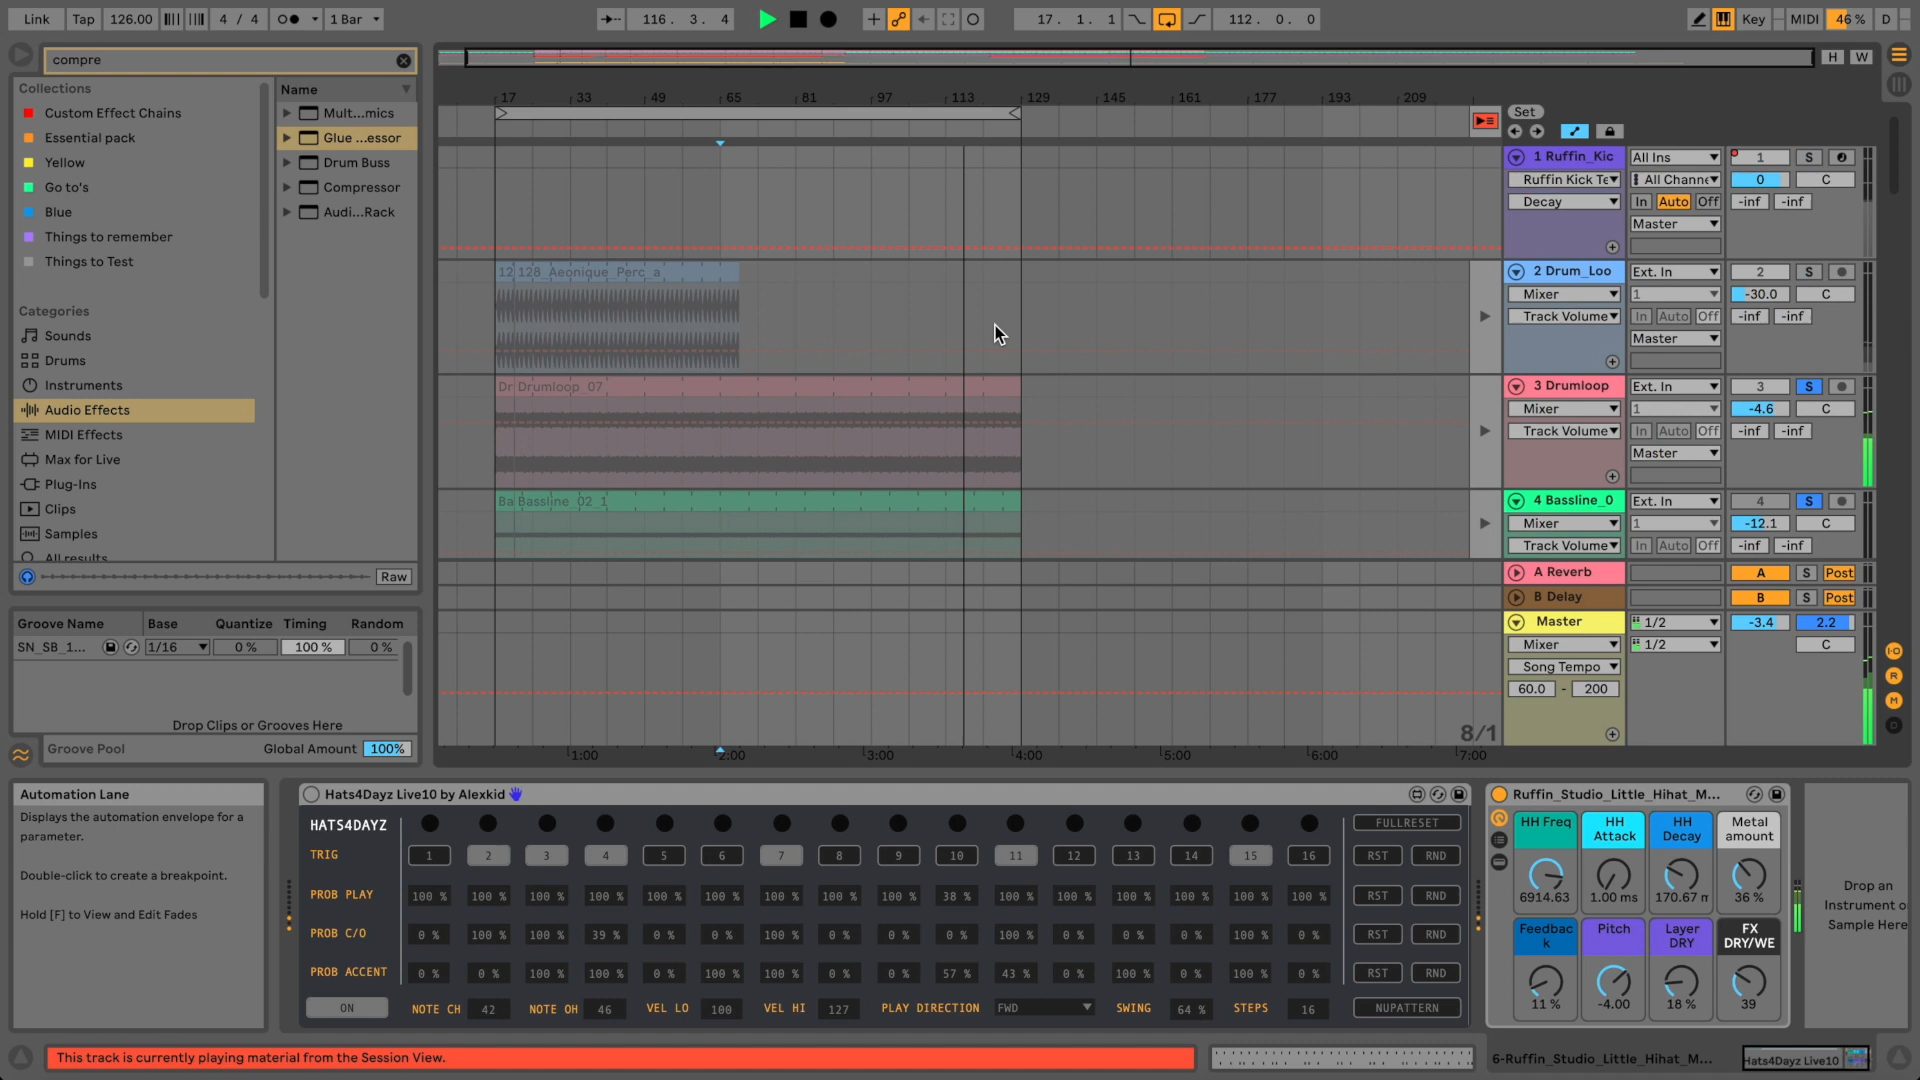 Link Tap 126.00 4 / 4 1 Bar 116. 3. 4 17. 1. 1 112. 0. 0 Key MIDI 46 % D
compre
H W
Collections
Custom Effect Chains
Essential pack
Yellow
Go to's
Blue
Things to remember
Things to Test
Categories
Sounds
Drums
Instruments
Audio Effects
MIDI Effects
Max for Live
Plug-Ins
Clips
Samples
All results
Name
Mult...mics
Glue ...essor
Drum Buss
Compressor
Audi...Rack
Raw
17 33 49 65 81 97 113 129 145 161 177 193 209
Set
12 128_Aeonique_Perc_a
Dr Drumloop_07
Ba Bassline_02_1
1 Ruffin_Kic All Ins 1 S
Ruffin Kick Te All Channe 0 C
Decay In Auto Off -inf -inf
Master
2 Drum_Loo Ext. In 2 S
Mixer 1 -30.0 C
Track Volume In Auto Off -inf -inf
Master
3 Drumloop Ext. In 3 S
Mixer 1 -4.6 C
Track Volume In Auto Off -inf -inf
Master
4 Bassline_0 Ext. In 4 S
Mixer 1 -12.1 C
Track Volume In Auto Off -inf -inf
A Reverb A S Post
B Delay B S Post
Master 1/2 -3.4 2.2
Mixer 1/2 C
Song Tempo
60.0 - 200
8/1
1:00 2:00 3:00 4:00 5:00 6:00 7:00
I·O
R
M
D
Groove Name Base Quantize Timing Random
SN_SB_1... 1/16 0 % 100 % 0 %
Drop Clips or Grooves Here
Groove Pool Global Amount 100%
Automation Lane
Displays the automation envelope for a
parameter.
Double-click to create a breakpoint.
Hold [F] to View and Edit Fades
Hats4Dayz Live10 by Alexkid
HATS4DAYZ FULLRESET
TRIG 1 2 3 4 5 6 7 8 9 10 11 12 13 14 15 16 RST RND
PROB PLAY 100 % 100 % 100 % 100 % 100 % 100 % 100 % 100 % 100 % 38 % 100 % 100 % 100 % 100 % 100 % 100 % RST RND
PROB C/O 0 % 100 % 100 % 39 % 0 % 0 % 100 % 0 % 0 % 0 % 100 % 0 % 0 % 0 % 0 % 0 % RST RND
PROB ACCENT 0 % 0 % 100 % 100 % 0 % 100 % 100 % 0 % 0 % 57 % 43 % 0 % 100 % 0 % 100 % 0 % RST RND
ON NOTE CH 42 NOTE OH 46 VEL LO 100 VEL HI 127 PLAY DIRECTION FWD SWING 64 % STEPS 16 NUPATTERN
Ruffin_Studio_Little_Hihat_M...
HH Freq HH Attack HH Decay Metal amount
6914.63 1.00 ms 170.67 m 36 %
Feedbac
k Pitch Layer DRY FX DRY/WE
11 % -4.00 18 % 39
Drop an
Instrument o
Sample Here
This track is currently playing material from the Session View.
6-Ruffin_Studio_Little_Hihat_M...
Hats4Dayz Live10